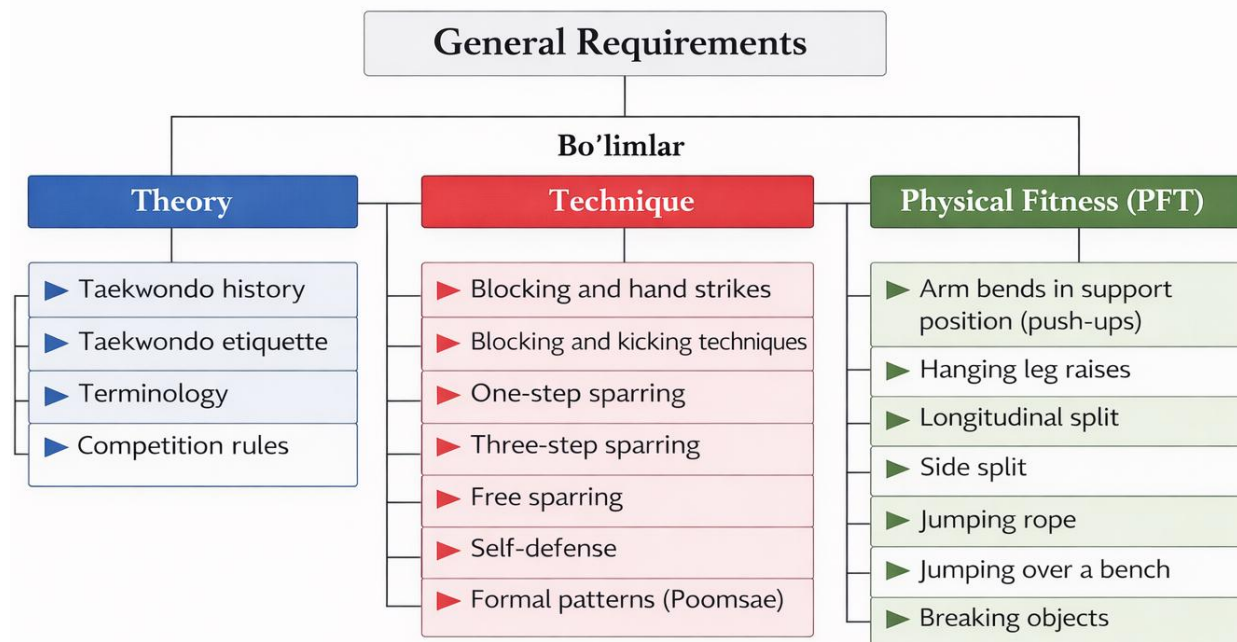 General Requirements
Bo'limlar
Theory
Taekwondo history
Taekwondo etiquette
Terminology
Competition rules
Technique
Blocking and hand strikes
Blocking and kicking techniques
One-step sparring
Three-step sparring
Free sparring
Self-defense
Formal patterns (Poomsae)
Physical Fitness (PFT)
Arm bends in support
position (push-ups)
Hanging leg raises
Longitudinal split
Side split
Jumping rope
Jumping over a bench
Breaking objects